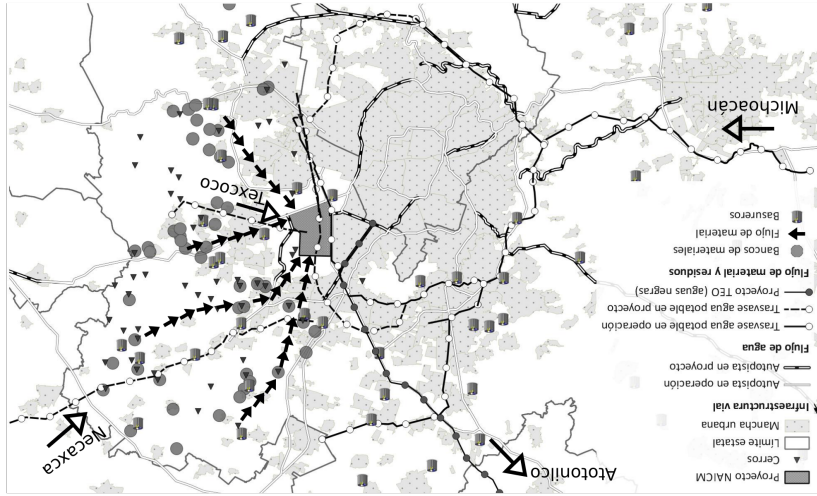 Proyecto NAICM
Cerros
Límite estatal
Mancha urbana
Infraestructura vial
Autopista en operación
Autopista en proyecto
Flujo de agua
Trasvase agua potable en operación
Trasvase agua potable en proyecto
Proyecto TEO (aguas negras)
Flujo de material y residuos
Bancos de materiales
Flujo de material
Basureros
Atotonilco
Necaxca
Texcoco
Michoacán